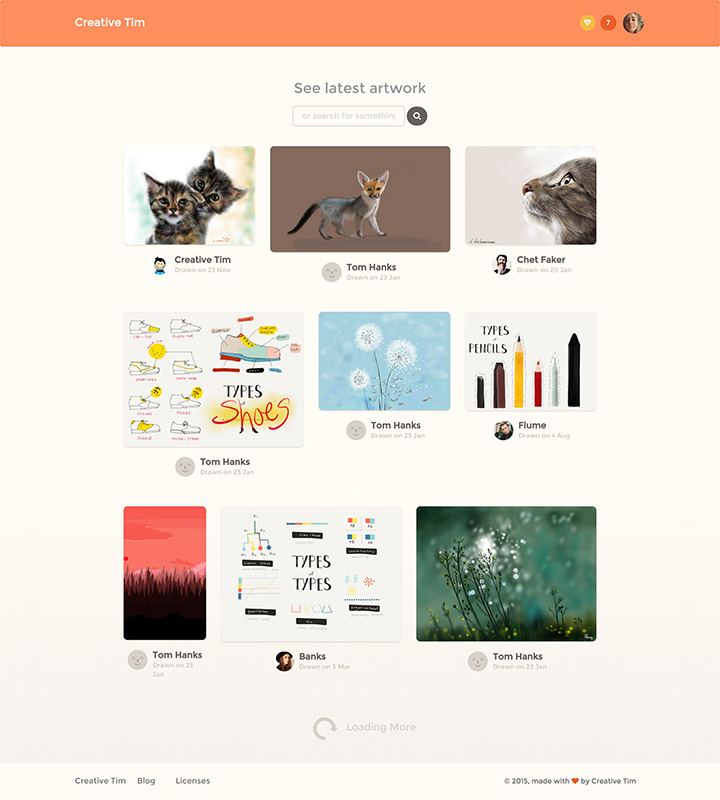 Creative Tim
7
See latest artwork
or search for something
Creative Tim
Drawn on 23 Nov
Tom Hanks
Drawn on 23 Jan
Chet Faker
Drawn on 20 Jan
TYPES
of
SHOES
Tom Hanks
Drawn on 23 Jan
Tom Hanks
Drawn on 23 Jan
TYPES
of
PENCILS
Flume
Drawn on 4 Aug
Tom Hanks
Drawn on 23
Jan
TYPES
of
TYPES
Banks
Drawn on 3 Mar
Tom Hanks
Drawn on 23 Jan
Loading More
Creative Tim Blog Licenses
© 2015, made with ❤ by Creative Tim